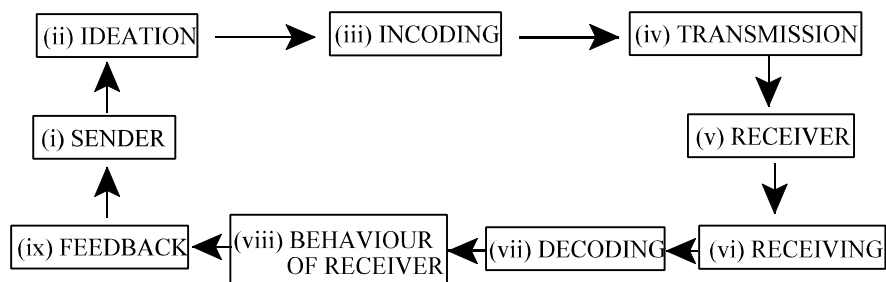 (ii) IDEATION
(iii) INCODING
(iv) TRANSMISSION
(i) SENDER
(v) RECEIVER
(ix) FEEDBACK
(viii) BEHAVIOUR
OF RECEIVER
(vii) DECODING
(vi) RECEIVING